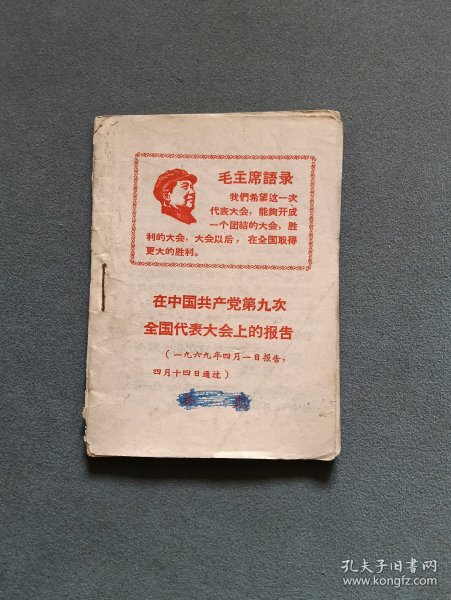 毛主席語录
我們希望这一次
代表大会，能夠开成
一个团結的大会，胜
利的大会，大会以后，在全国取得
更大的胜利。
在中国共产党第九次
全国代表大会上的报告
（一九六九年四月一日报告，
四月十四日通过）
孔夫子旧书网
www.kongfz.com